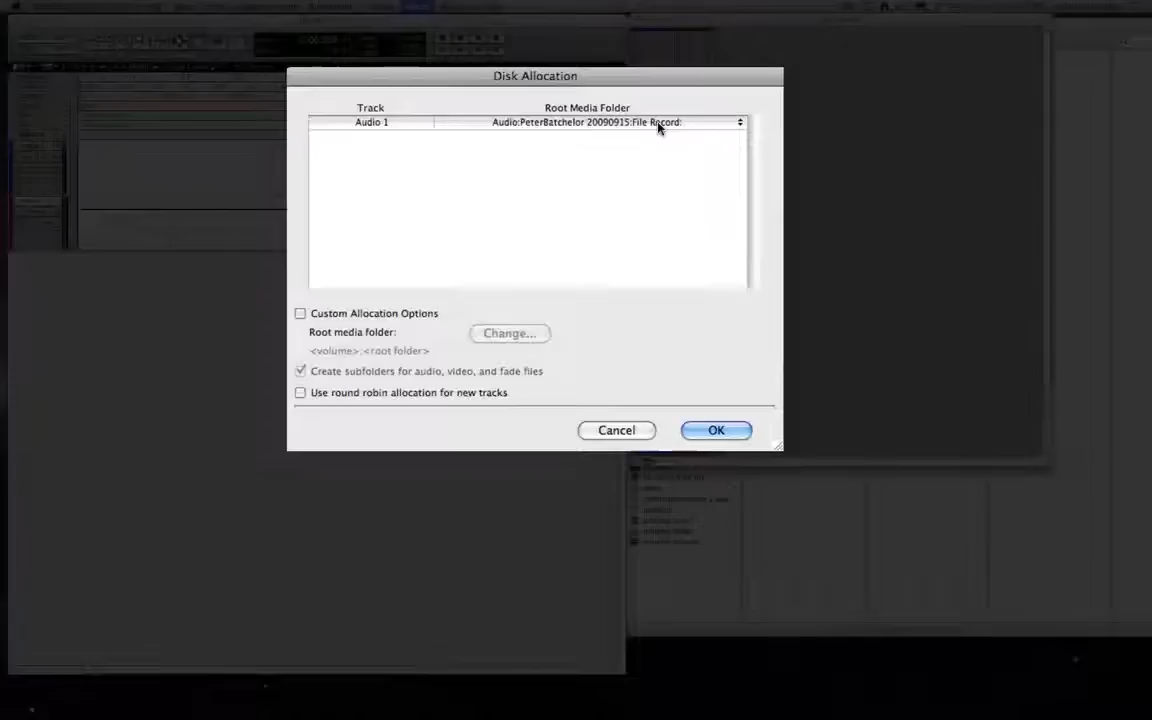 Disk Allocation
Track Root Media Folder
Audio 1 Audio:PeterBatchelor 20090915:File Record:
Custom Allocation Options
Root media folder: Change...
<volume>:<root folder>
Create subfolders for audio, video, and fade files
Use round robin allocation for new tracks
Cancel OK